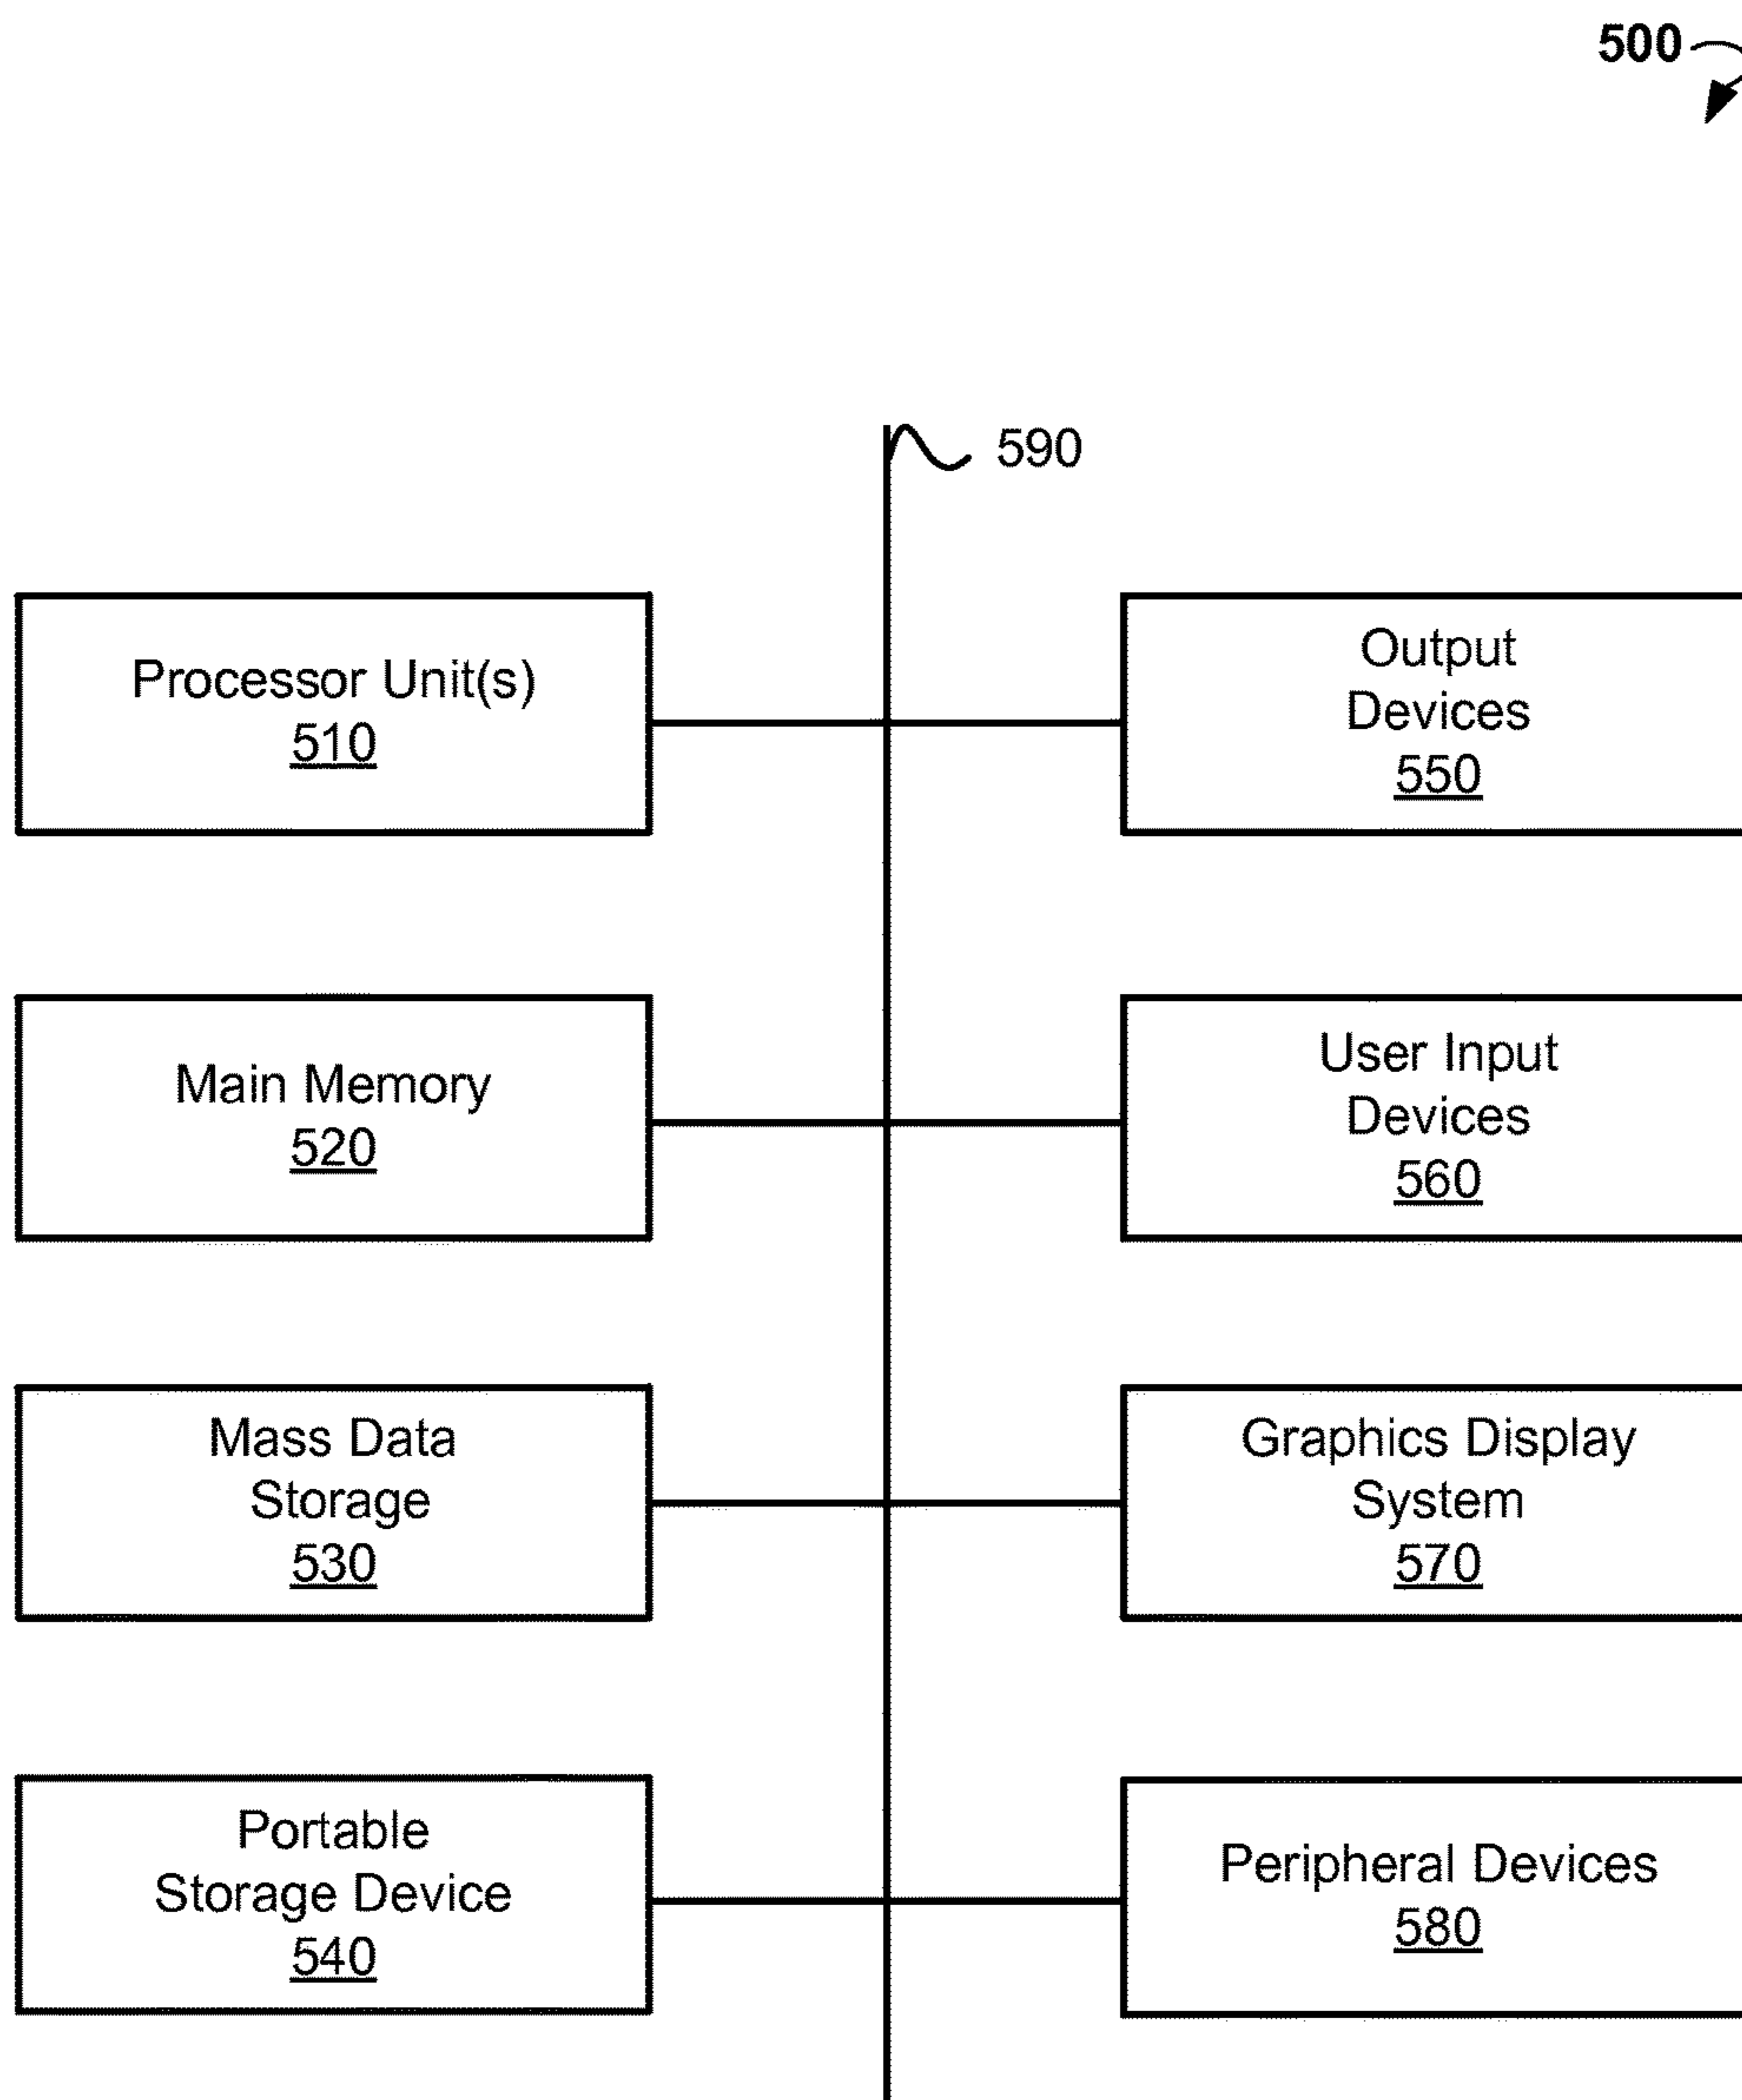 500
590
Processor Unit(s)
510
Output
Devices
550
Main Memory
520
User Input
Devices
560
Mass Data
Storage
530
Graphics Display
System
570
Portable
Storage Device
540
Peripheral Devices
580